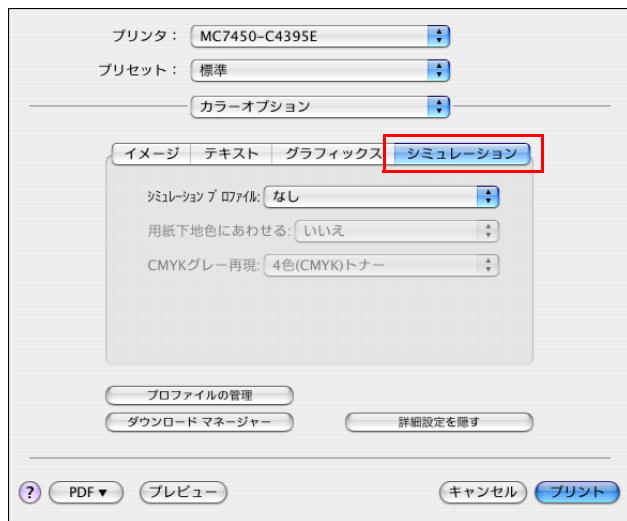 プリンタ： MC7450-C4395E
プリセット： 標準
カラーオプション
イメージ テキスト グラフィックス シミュレーション
ｼﾐｭﾚｰｼｮﾝ ﾌﾟﾛﾌｧｲﾙ: なし
用紙下地色にあわせる: いいえ
CMYKグレー再現: 4色(CMYK)トナー
プロファイルの管理
ダウンロード マネージャー 詳細設定を隠す
? PDF▼ プレビュー キャンセル プリント